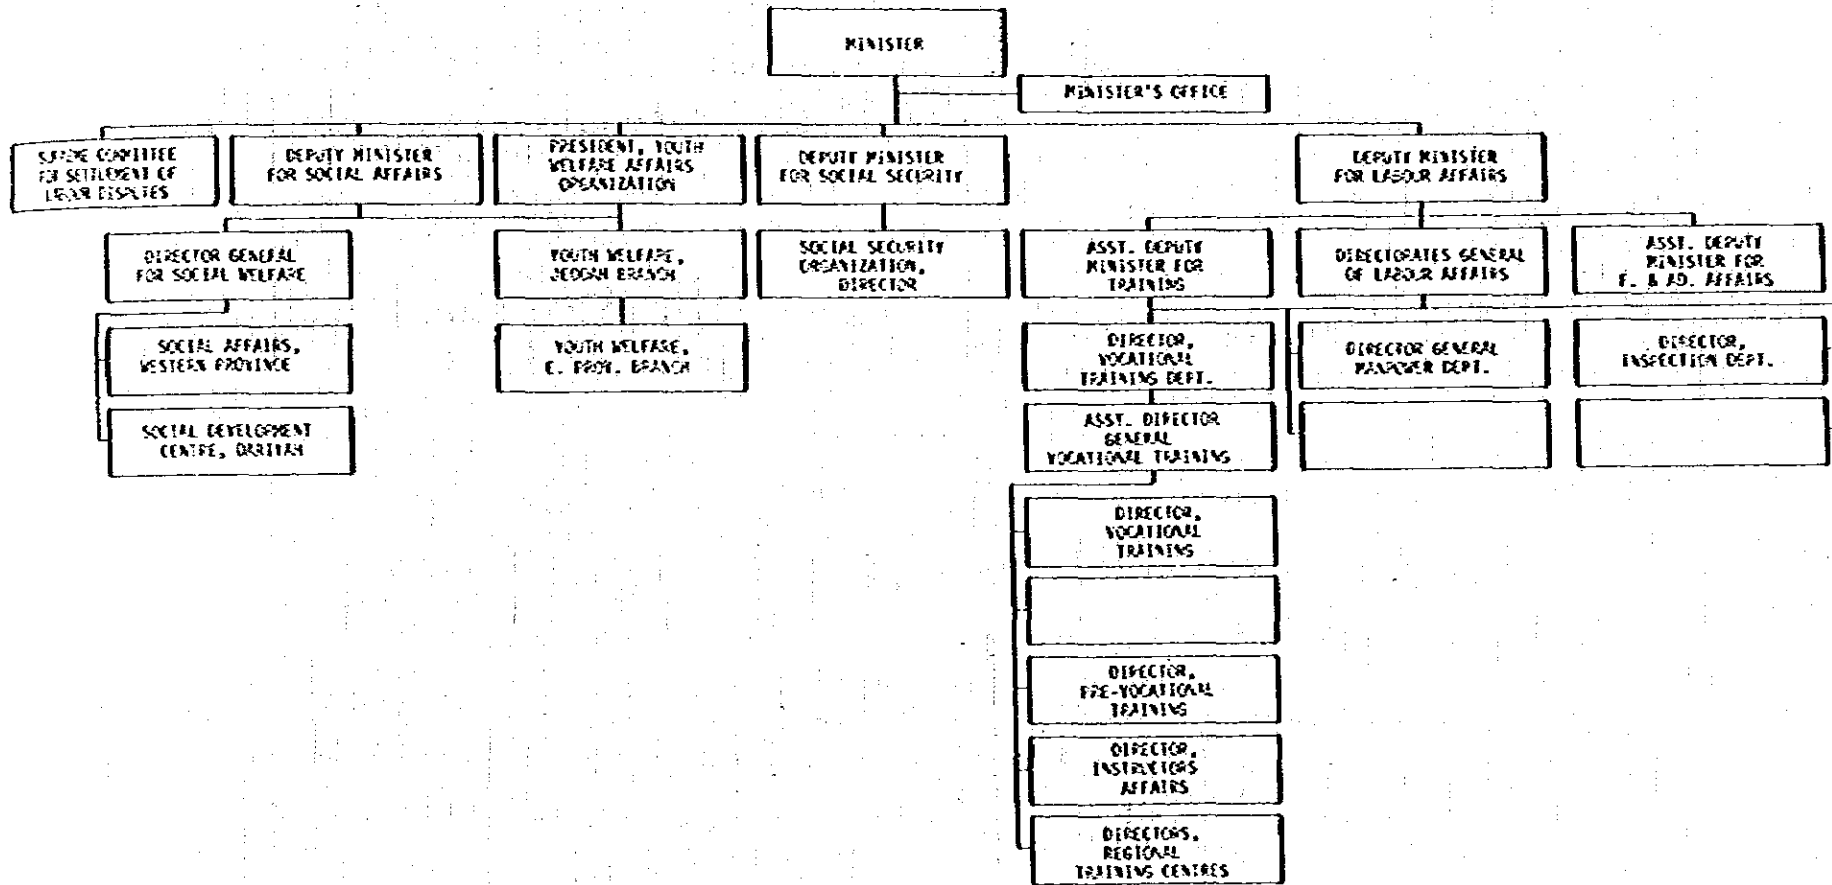 MINISTER
MINISTER'S OFFICE
SUPREME COMMITTEE
FOR SETTLEMENT OF
LABOUR DISPUTES
DEPUTY MINISTER
FOR SOCIAL AFFAIRS
PRESIDENT, YOUTH
WELFARE AFFAIRS
ORGANIZATION
DEPUTY MINISTER
FOR SOCIAL SECURITY
DEPUTY MINISTER
FOR LABOUR AFFAIRS
DIRECTOR GENERAL
FOR SOCIAL WELFARE
YOUTH WELFARE,
JEDDAH BRANCH
SOCIAL SECURITY
ORGANIZATION,
DIRECTOR
ASST. DEPUTY
MINISTER FOR
TRAINING
DIRECTORATES GENERAL
OF LABOUR AFFAIRS
ASST. DEPUTY
MINISTER FOR
F. & AD. AFFAIRS
SOCIAL AFFAIRS,
WESTERN PROVINCE
YOUTH WELFARE,
E. PROV. BRANCH
DIRECTOR,
VOCATIONAL
TRAINING DEPT.
DIRECTOR GENERAL
MANPOWER DEPT.
DIRECTOR,
INSPECTION DEPT.
SOCIAL DEVELOPMENT
CENTRE, DARIYAH
ASST. DIRECTOR
GENERAL
VOCATIONAL TRAINING
DIRECTOR,
VOCATIONAL
TRAINING
DIRECTOR,
PRE-VOCATIONAL
TRAINING
DIRECTOR,
INSTRUCTORS
AFFAIRS
DIRECTORS,
REGIONAL
TRAINING CENTRES